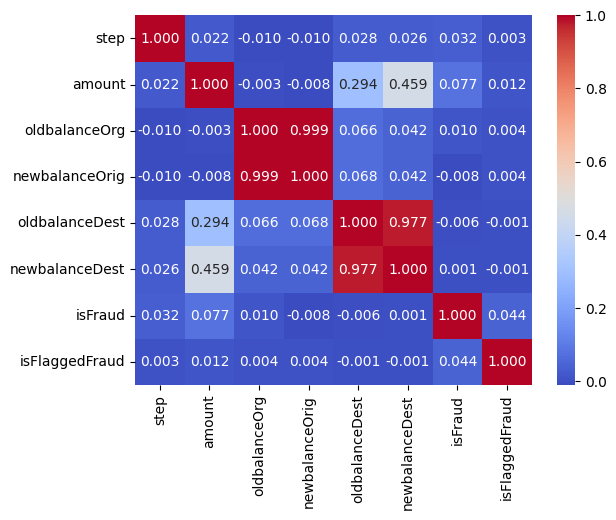 step 1.000 0.022 -0.010 -0.010 0.028 0.026 0.032 0.003
amount 0.022 1.000 -0.003 -0.008 0.294 0.459 0.077 0.012
oldbalanceOrg -0.010 -0.003 1.000 0.999 0.066 0.042 0.010 0.004
newbalanceOrig -0.010 -0.008 0.999 1.000 0.068 0.042 -0.008 0.004
oldbalanceDest 0.028 0.294 0.066 0.068 1.000 0.977 -0.006 -0.001
newbalanceDest 0.026 0.459 0.042 0.042 0.977 1.000 0.001 -0.001
isFraud 0.032 0.077 0.010 -0.008 -0.006 0.001 1.000 0.044
isFlaggedFraud 0.003 0.012 0.004 0.004 -0.001 -0.001 0.044 1.000
step
amount
oldbalanceOrg
newbalanceOrig
oldbalanceDest
newbalanceDest
isFraud
isFlaggedFraud
1.0
0.8
0.6
0.4
0.2
0.0